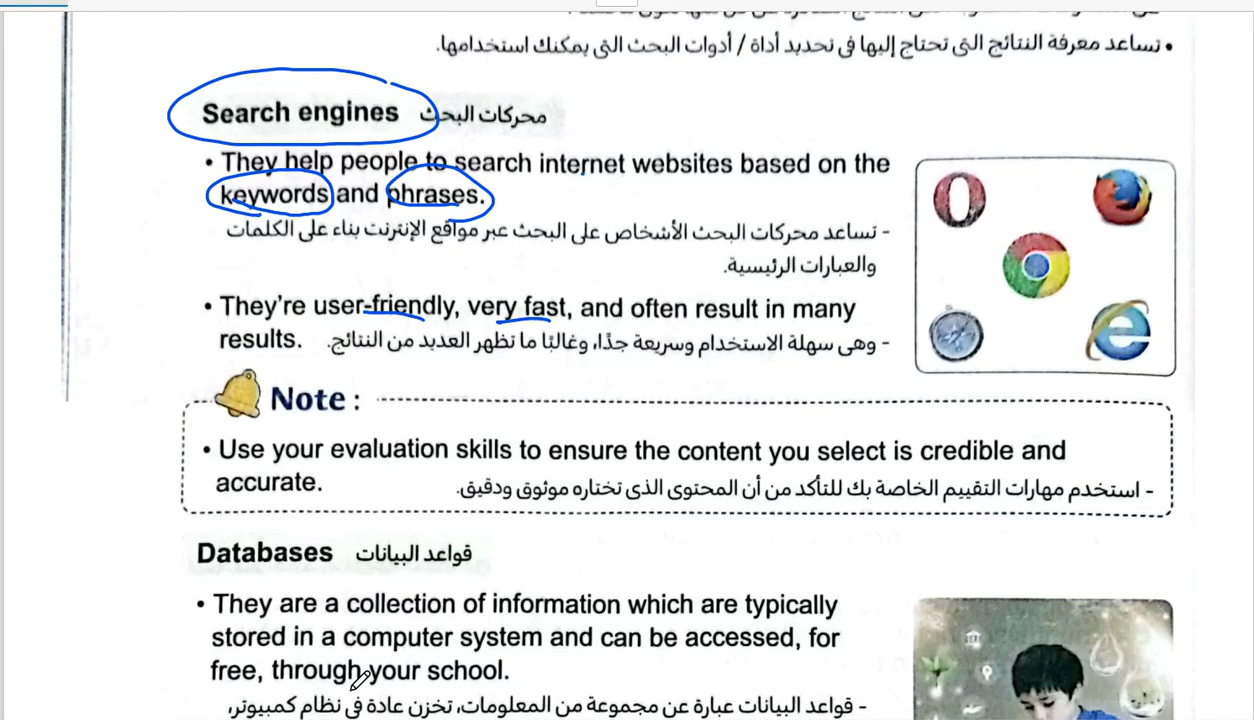 • تساعد معرفة النتائج التى تحتاج إليها فى تحديد أداة / أدوات البحث التى يمكنك استخدامها.
Search engines محركات البحث
• They help people to search internet websites based on the
keywords and phrases.
- تساعد محركات البحث الأشخاص على البحث عبر مواقع الإنترنت بناء على الكلمات
والعبارات الرئيسية.
• They're user-friendly, very fast, and often result in many
results. - وهى سهلة الاستخدام وسريعة جدًا، وغالبًا ما تظهر العديد من النتائج.
Note :
• Use your evaluation skills to ensure the content you select is credible and
accurate. - استخدم مهارات التقييم الخاصة بك للتأكد من أن المحتوى الذى تختاره موثوق ودقيق.
Databases قواعد البيانات
• They are a collection of information which are typically
stored in a computer system and can be accessed, for
free, through your school.
- قواعد البيانات عبارة عن مجموعة من المعلومات، تخزن عادة فى نظام كمبيوتر،